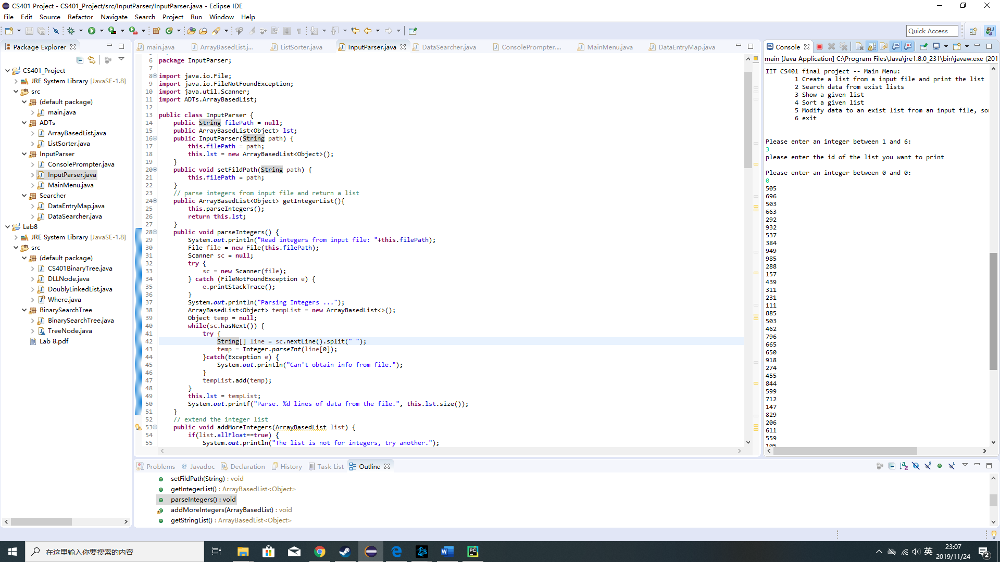 CS401 Project - CS401_Project/src/InputParser/InputParser.java - Eclipse IDE
File Edit Source Refactor Navigate Search Project Run Window Help
Quick Access
Package Explorer
CS401_Project
JRE System Library [JavaSE-1.8]
src
(default package)
main.java
ADTs
ArrayBasedList.java
ListSorter.java
InputParser
ConsolePrompter.java
InputParser.java
MainMenu.java
Searcher
DataEntryMap.java
DataSearcher.java
Lab8
JRE System Library [JavaSE-1.8]
src
(default package)
CS401BinaryTree.java
DLLNode.java
DoublyLinkedList.java
Where.java
BinarySearchTree
BinarySearchTree.java
TreeNode.java
Lab 8.pdf
main.java ArrayBasedList.j... ListSorter.java InputParser.java DataSearcher.java ConsolePrompter.... MainMenu.java DataEntryMap.java
6 package InputParser;
7
8 import java.io.File;
9 import java.io.FileNotFoundException;
10 import java.util.Scanner;
11 import ADTs.ArrayBasedList;
12
13 public class InputParser {
14 public String filePath = null;
15 public ArrayBasedList<Object> lst;
16 public InputParser(String path) {
17 this.filePath = path;
18 this.lst = new ArrayBasedList<Object>();
19 }
20 public void setFildPath(String path) {
21 this.filePath = path;
22 }
23 // parse integers from input file and return a list
24 public ArrayBasedList<Object> getIntegerList(){
25 this.parseIntegers();
26 return this.lst;
27 }
28 public void parseIntegers() {
29 System.out.println("Read integers from input file: "+this.filePath);
30 File file = new File(this.filePath);
31 Scanner sc = null;
32 try {
33 sc = new Scanner(file);
34 } catch (FileNotFoundException e) {
35 e.printStackTrace();
36 }
37 System.out.println("Parsing Integers ...");
38 ArrayBasedList<Object> tempList = new ArrayBasedList<>();
39 Object temp = null;
40 while(sc.hasNext()) {
41 try {
42 String[] line = sc.nextLine().split(" ");
43 temp = Integer.parseInt(line[0]);
44 }catch(Exception e) {
45 System.out.println("Can't obtain info from file.");
46 }
47 tempList.add(temp);
48 }
49 this.lst = tempList;
50 System.out.printf("Parse. %d lines of data from the file.", this.lst.size());
51 }
52 // extend the integer list
53 public void addMoreIntegers(ArrayBasedList list) {
54 if(list.allFloat==true) {
55 System.out.println("The list is not for integers, try another.");
Console
main [Java Application] C:\Program Files\Java\jre1.8.0_231\bin\javaw.exe (201
IIT CS401 final project -- Main Menu:
1 Create a list from a input file and print the list
2 Search data from exist lists
3 Show a given list
4 Sort a given list
5 Modify data to an exist list from an input file, so
6 exit
Please enter an integer between 1 and 6:
3
please enter the id of the list you want to print
Please enter an integer between 0 and 0:
0
505
696
503
663
292
932
537
384
949
985
288
157
439
311
231
111
885
503
462
796
665
650
918
274
455
844
599
712
147
829
206
611
559
105
Problems Javadoc Declaration History Task List Outline
setFildPath(String) : void
getIntegerList() : ArrayBasedList<Object>
parseIntegers() : void
addMoreIntegers(ArrayBasedList) : void
getStringList() : ArrayBasedList<Object>
在这里输入你要搜索的内容
英
23:07
2019/11/24
2